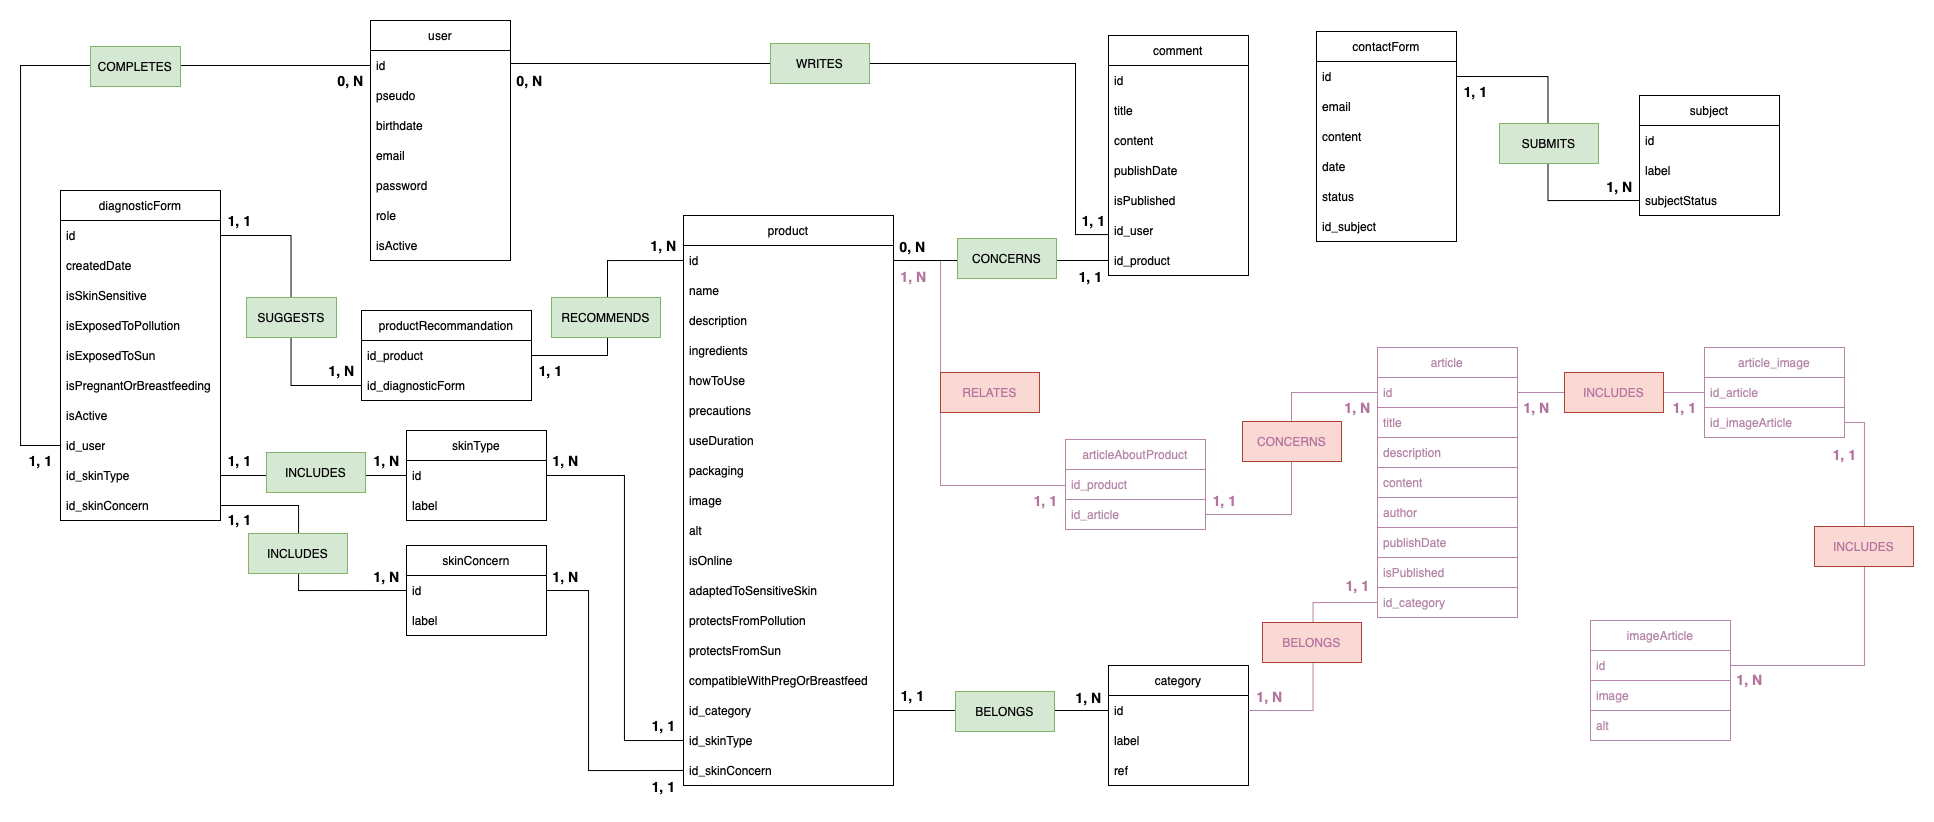 user
id
pseudo
birthdate
email
password
role
isActive
COMPLETES
0, N
0, N
WRITES
comment
id
title
content
publishDate
isPublished
id_user
id_product
1, 1
1, 1
contactForm
id
email
content
date
status
id_subject
1, 1
SUBMITS
1, N
subject
id
label
subjectStatus
diagnosticForm
id
createdDate
isSkinSensitive
isExposedToPollution
isExposedToSun
isPregnantOrBreastfeeding
isActive
id_user
id_skinType
id_skinConcern
1, 1
1, 1
1, 1
1, 1
SUGGESTS
1, N
productRecommandation
id_product
id_diagnosticForm
1, 1
RECOMMENDS
1, N
INCLUDES
1, N
skinType
id
label
1, N
INCLUDES
1, N
skinConcern
id
label
1, N
product
id
name
description
ingredients
howToUse
precautions
useDuration
packaging
image
alt
isOnline
adaptedToSensitiveSkin
protectsFromPollution
protectsFromSun
compatibleWithPregOrBreastfeed
id_category
id_skinType
id_skinConcern
1, 1
1, 1
0, N
1, N
CONCERNS
RELATES
1, 1
articleAboutProduct
id_product
id_article
1, 1
CONCERNS
1, N
article
id
title
description
content
author
publishDate
isPublished
id_category
1, N
INCLUDES
1, 1
article_image
id_article
id_imageArticle
1, 1
INCLUDES
imageArticle
id
image
alt
1, N
1, 1
BELONGS
1, N
1, 1
BELONGS
1, N
category
id
label
ref